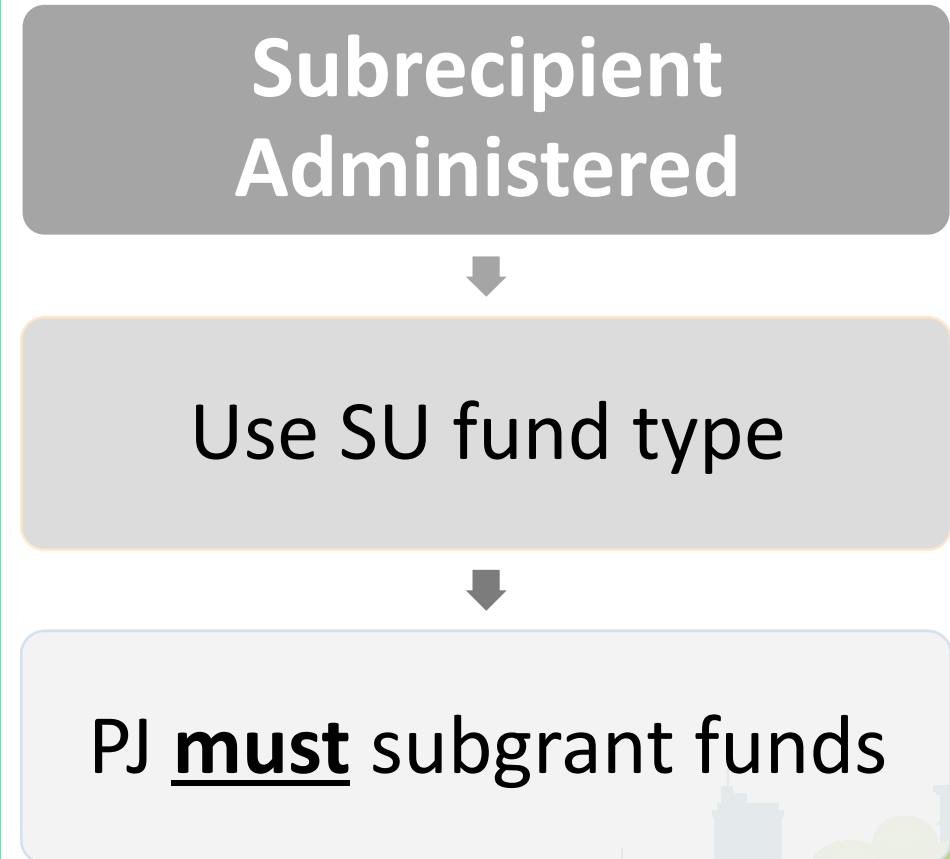 Subrecipient
Administered
Use SU fund type
PJ must subgrant funds